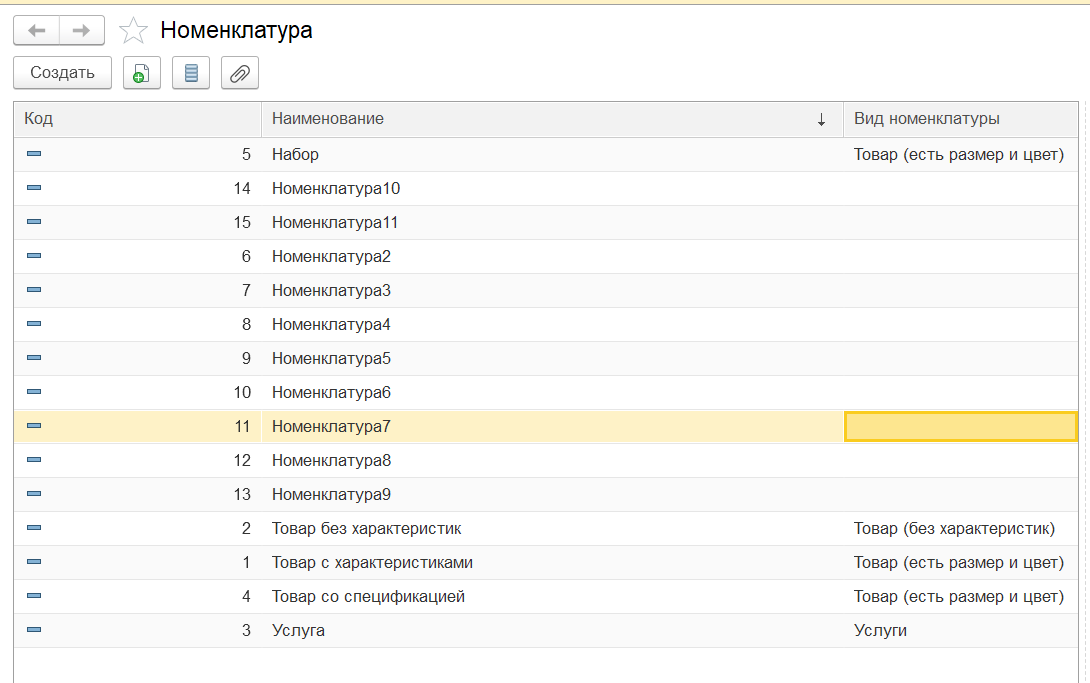 Номенклатура
Создать
Код Наименование ↓ Вид номенклатуры
5 Набор Товар (есть размер и цвет)
14 Номенклатура10
15 Номенклатура11
6 Номенклатура2
7 Номенклатура3
8 Номенклатура4
9 Номенклатура5
10 Номенклатура6
11 Номенклатура7
12 Номенклатура8
13 Номенклатура9
2 Товар без характеристик Товар (без характеристик)
1 Товар с характеристиками Товар (есть размер и цвет)
4 Товар со спецификацией Товар (есть размер и цвет)
3 Услуга Услуги